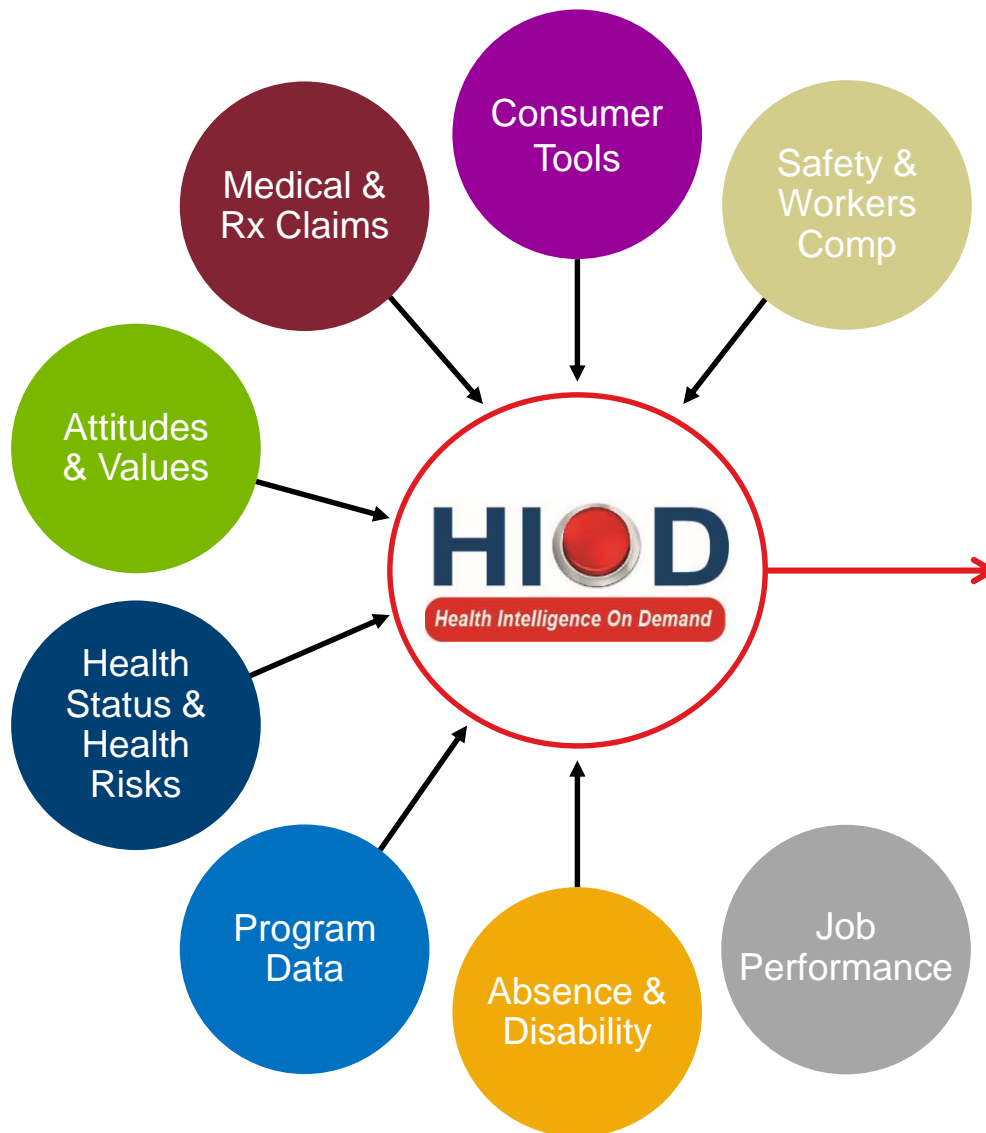 Consumer
Tools
Medical &
Rx Claims
Safety &
Workers
Comp
Attitudes
& Values
HIOD
Health Intelligence On Demand
Health
Status &
Health
Risks
Program
Data
Absence &
Disability
Job
Performance